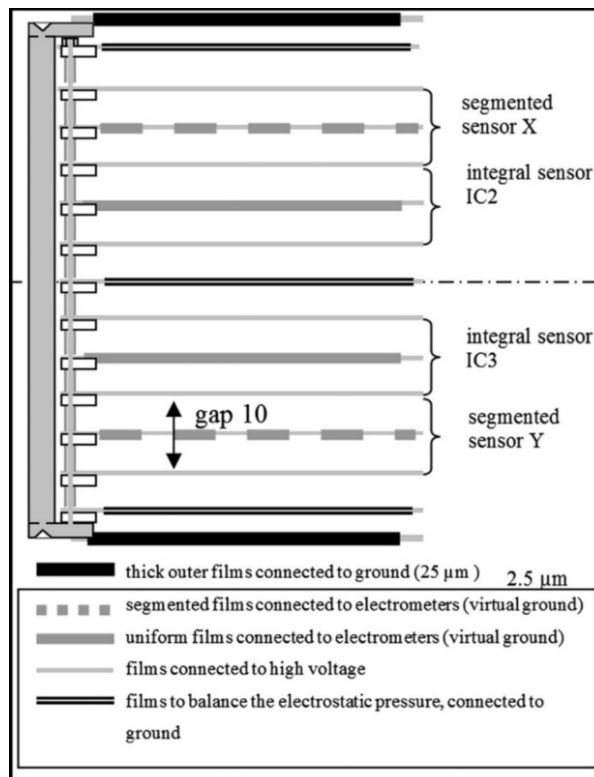 segmented
sensor X
integral sensor
IC2
integral sensor
IC3
gap 10
segmented
sensor Y
thick outer films connected to ground (25 µm )
2.5 µm
segmented films connected to electrometers (virtual ground)
uniform films connected to electrometers (virtual ground)
films connected to high voltage
films to balance the electrostatic pressure, connected to
ground